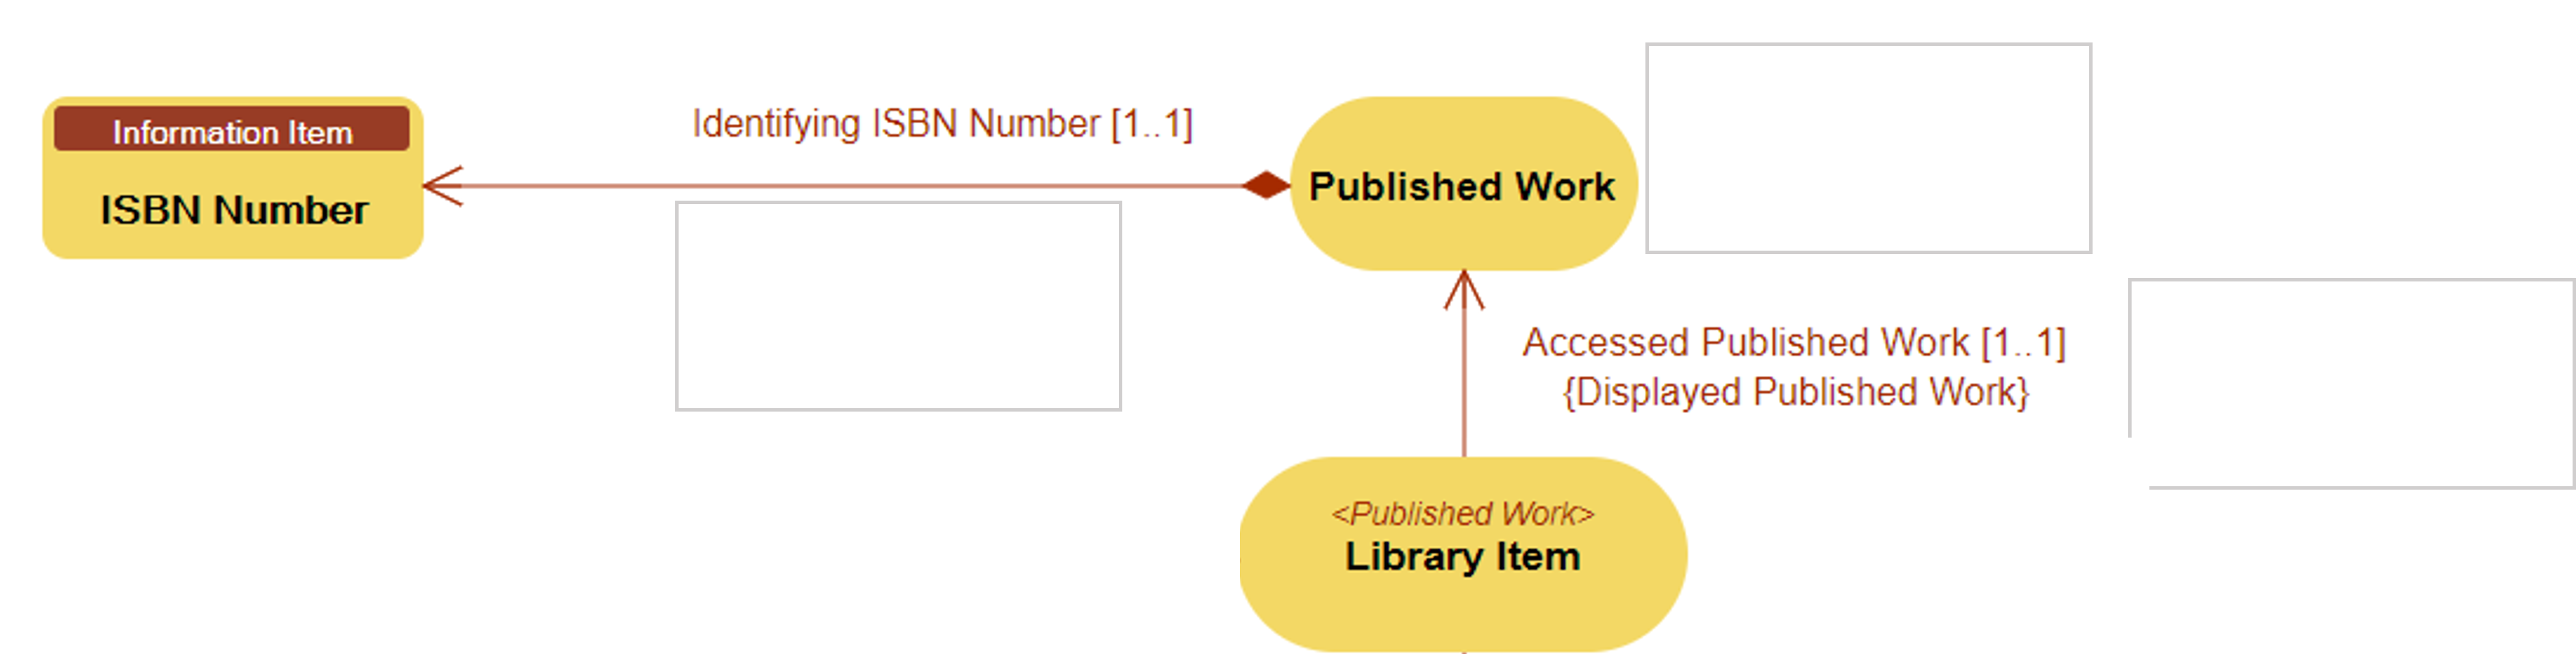 Information Item
ISBN Number
Identifying ISBN Number [1..1]
Published Work
Accessed Published Work [1..1]
{Displayed Published Work}
<Published Work>
Library Item